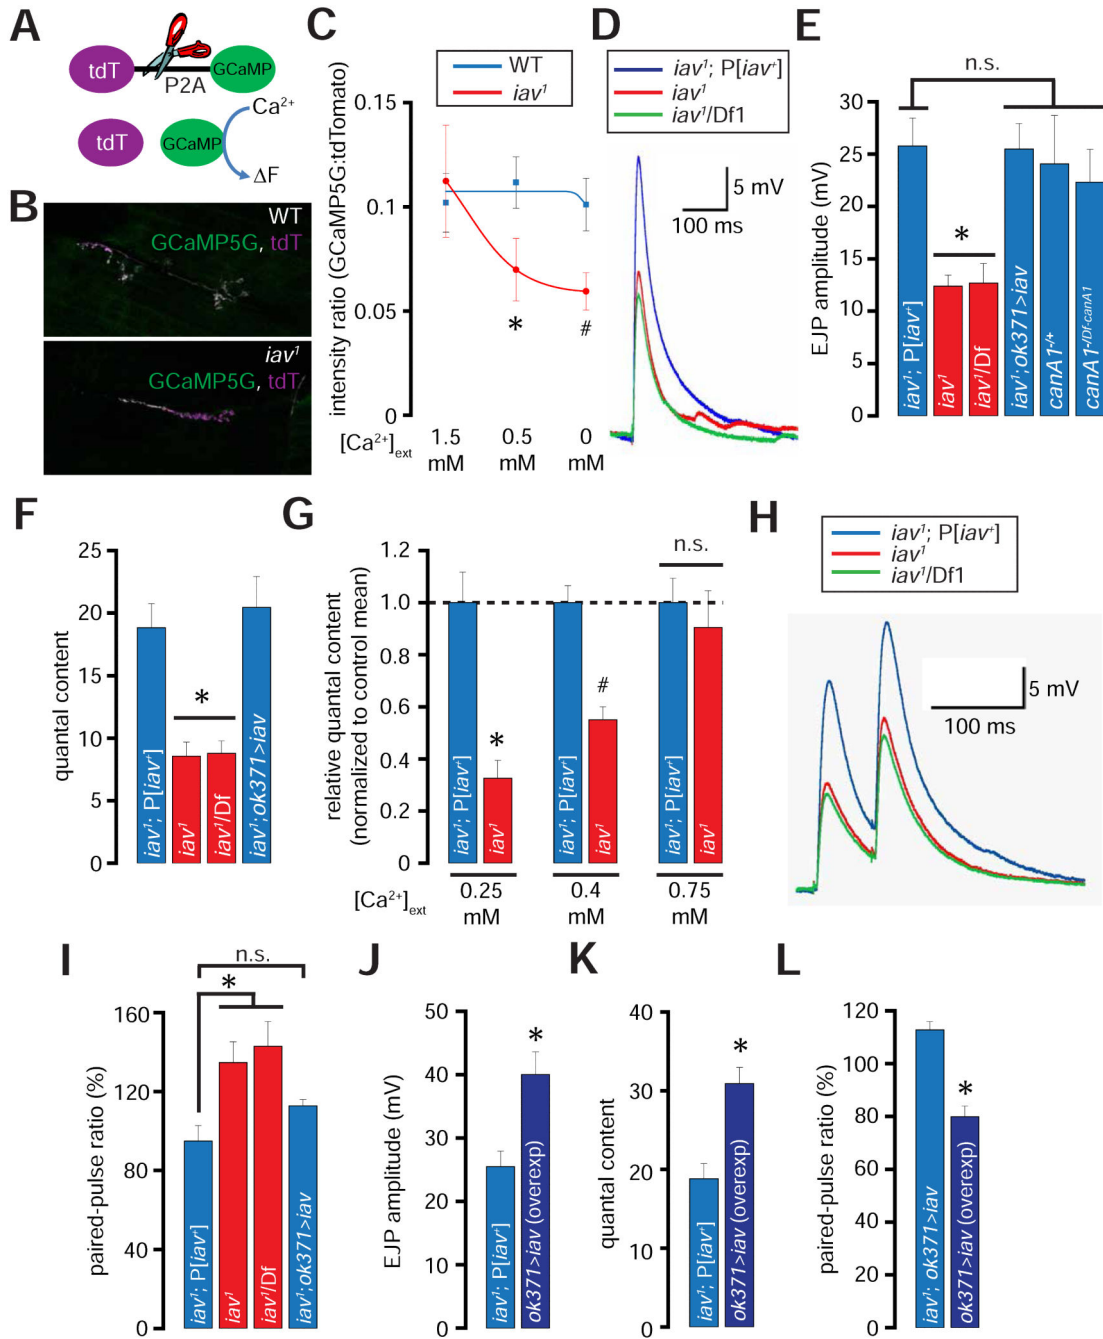 A
tdT
P2A
GCaMP
Ca²⁺
tdT
GCaMP
ΔF
B
WT
GCaMP5G, tdT
iav¹
GCaMP5G, tdT
C
WT
iav¹
intensity ratio (GCaMP5G:tdTomato)
0.15
0.1
0.05
0
*
#
[Ca²⁺]ext
1.5 mM
0.5 mM
0 mM
D
iav¹; P[iav⁺]
iav¹
iav¹/Df1
5 mV
100 ms
E
n.s.
EJP amplitude (mV)
30
25
20
15
10
5
0
*
iav¹; P[iav⁺]
iav¹
iav¹/Df
iav¹;ok371>iav
canA1⁻/⁺
canA1⁻/Df-canA1
F
quantal content
25
20
15
10
5
0
*
iav¹; P[iav⁺]
iav¹
iav¹/Df
iav¹;ok371>iav
G
relative quantal content
(normalized to control mean)
1.2
1.0
0.8
0.6
0.4
0.2
0
n.s.
*
#
iav¹; P[iav⁺]
iav¹
iav¹; P[iav⁺]
iav¹
iav¹; P[iav⁺]
iav¹
[Ca²⁺]ext
0.25 mM
0.4 mM
0.75 mM
H
iav¹; P[iav⁺]
iav¹
iav¹/Df1
5 mV
100 ms
I
n.s.
*
paired-pulse ratio (%)
160
120
80
40
0
iav¹; P[iav⁺]
iav¹
iav¹/Df
iav¹;ok371>iav
J
EJP amplitude (mV)
50
40
30
20
10
0
*
iav¹; P[iav⁺]
ok371>iav (overexp)
K
quantal content
40
30
20
10
0
*
iav¹; P[iav⁺]
ok371>iav (overexp)
L
paired-pulse ratio (%)
120
100
80
60
40
20
0
*
iav¹; ok371>iav
ok371>iav (overexp)